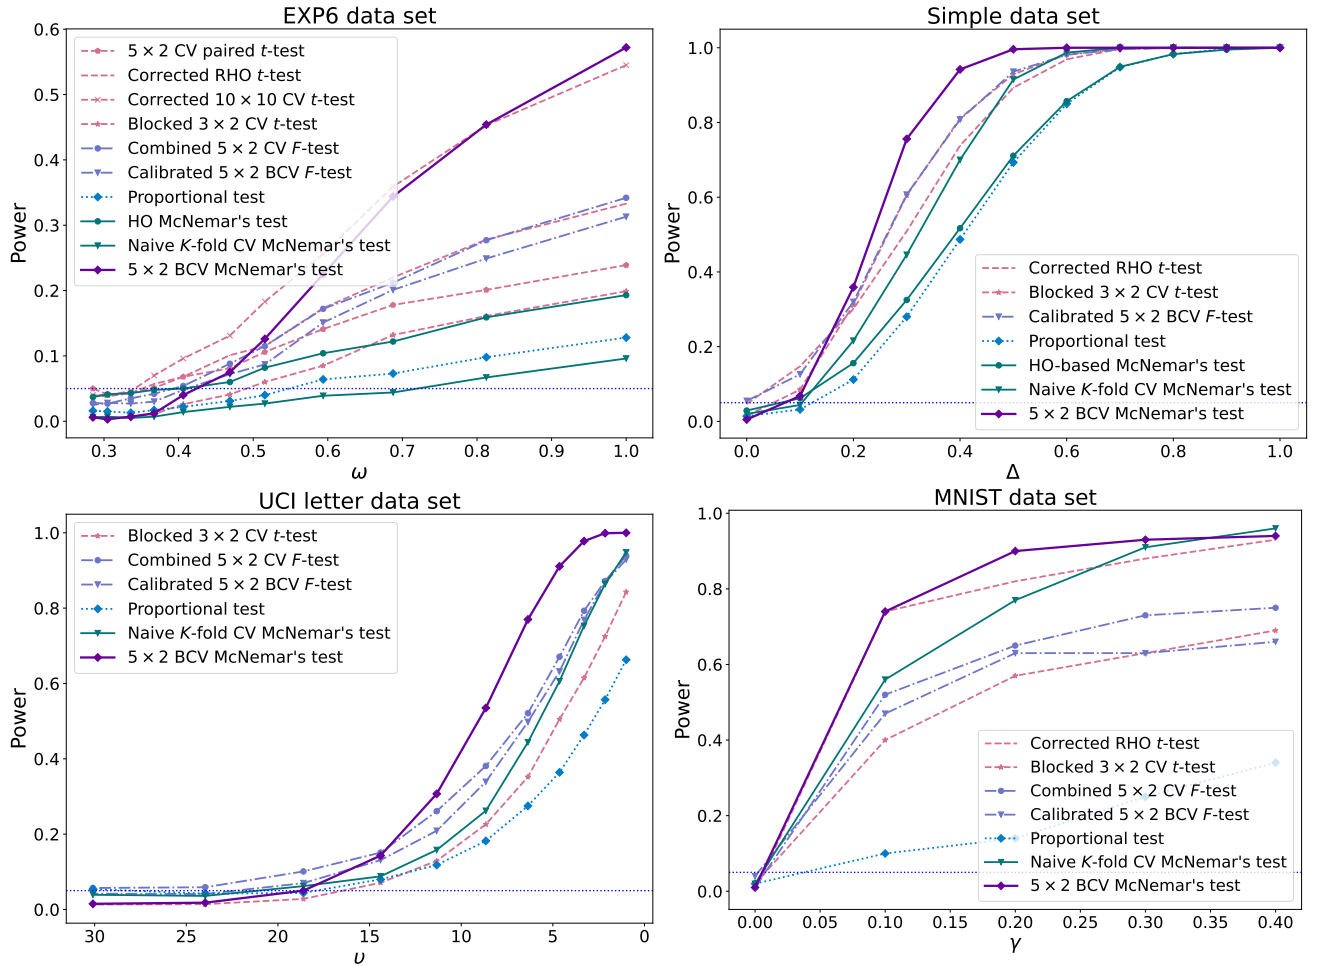 EXP6 data set
0.6
0.5
0.4
0.3
0.2
0.1
0.0
Power
5 × 2 CV paired t-test
Corrected RHO t-test
Corrected 10 × 10 CV t-test
Blocked 3 × 2 CV t-test
Combined 5 × 2 CV F-test
Calibrated 5 × 2 BCV F-test
Proportional test
HO McNemar's test
Naive K-fold CV McNemar's test
5 × 2 BCV McNemar's test
0.3 0.4 0.5 0.6 0.7 0.8 0.9 1.0
ω
Simple data set
1.0
0.8
0.6
0.4
0.2
0.0
Power
Corrected RHO t-test
Blocked 3 × 2 CV t-test
Calibrated 5 × 2 BCV F-test
Proportional test
HO-based McNemar's test
Naive K-fold CV McNemar's test
5 × 2 BCV McNemar's test
0.0 0.2 0.4 0.6 0.8 1.0
Δ
UCI letter data set
1.0
0.8
0.6
0.4
0.2
0.0
Power
Blocked 3 × 2 CV t-test
Combined 5 × 2 CV F-test
Calibrated 5 × 2 BCV F-test
Proportional test
Naive K-fold CV McNemar's test
5 × 2 BCV McNemar's test
30 25 20 15 10 5 0
υ
MNIST data set
1.0
0.8
0.6
0.4
0.2
0.0
Power
Corrected RHO t-test
Blocked 3 × 2 CV t-test
Combined 5 × 2 CV F-test
Calibrated 5 × 2 BCV F-test
Proportional test
Naive K-fold CV McNemar's test
5 × 2 BCV McNemar's test
0.00 0.05 0.10 0.15 0.20 0.25 0.30 0.35 0.40
γ